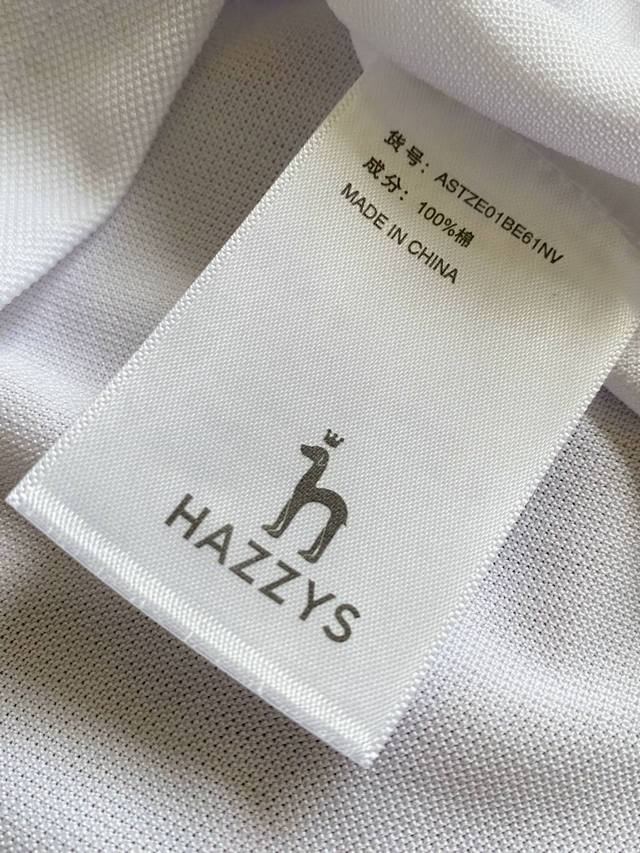 货号：ASTZE01BE61NV
成分：100%棉
MADE IN CHINA
HAZZYS